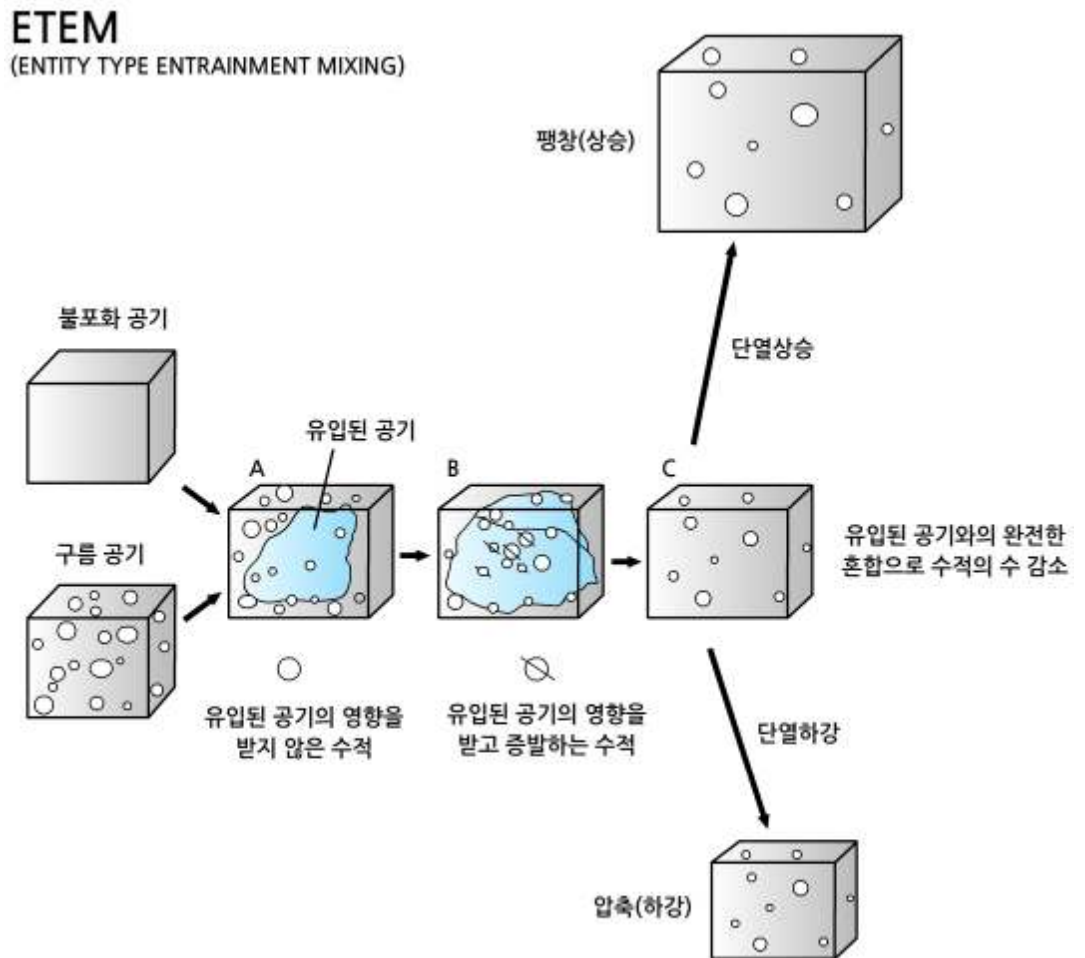 ETEM
(ENTITY TYPE ENTRAINMENT MIXING)
팽창(상승)
불포화 공기
단열상승
유입된 공기
A
B
C
구름 공기
유입된 공기와의 완전한
혼합으로 수적의 수 감소
유입된 공기의 영향을
받지 않은 수적
유입된 공기의 영향을
받고 증발하는 수적
단열하강
압축(하강)